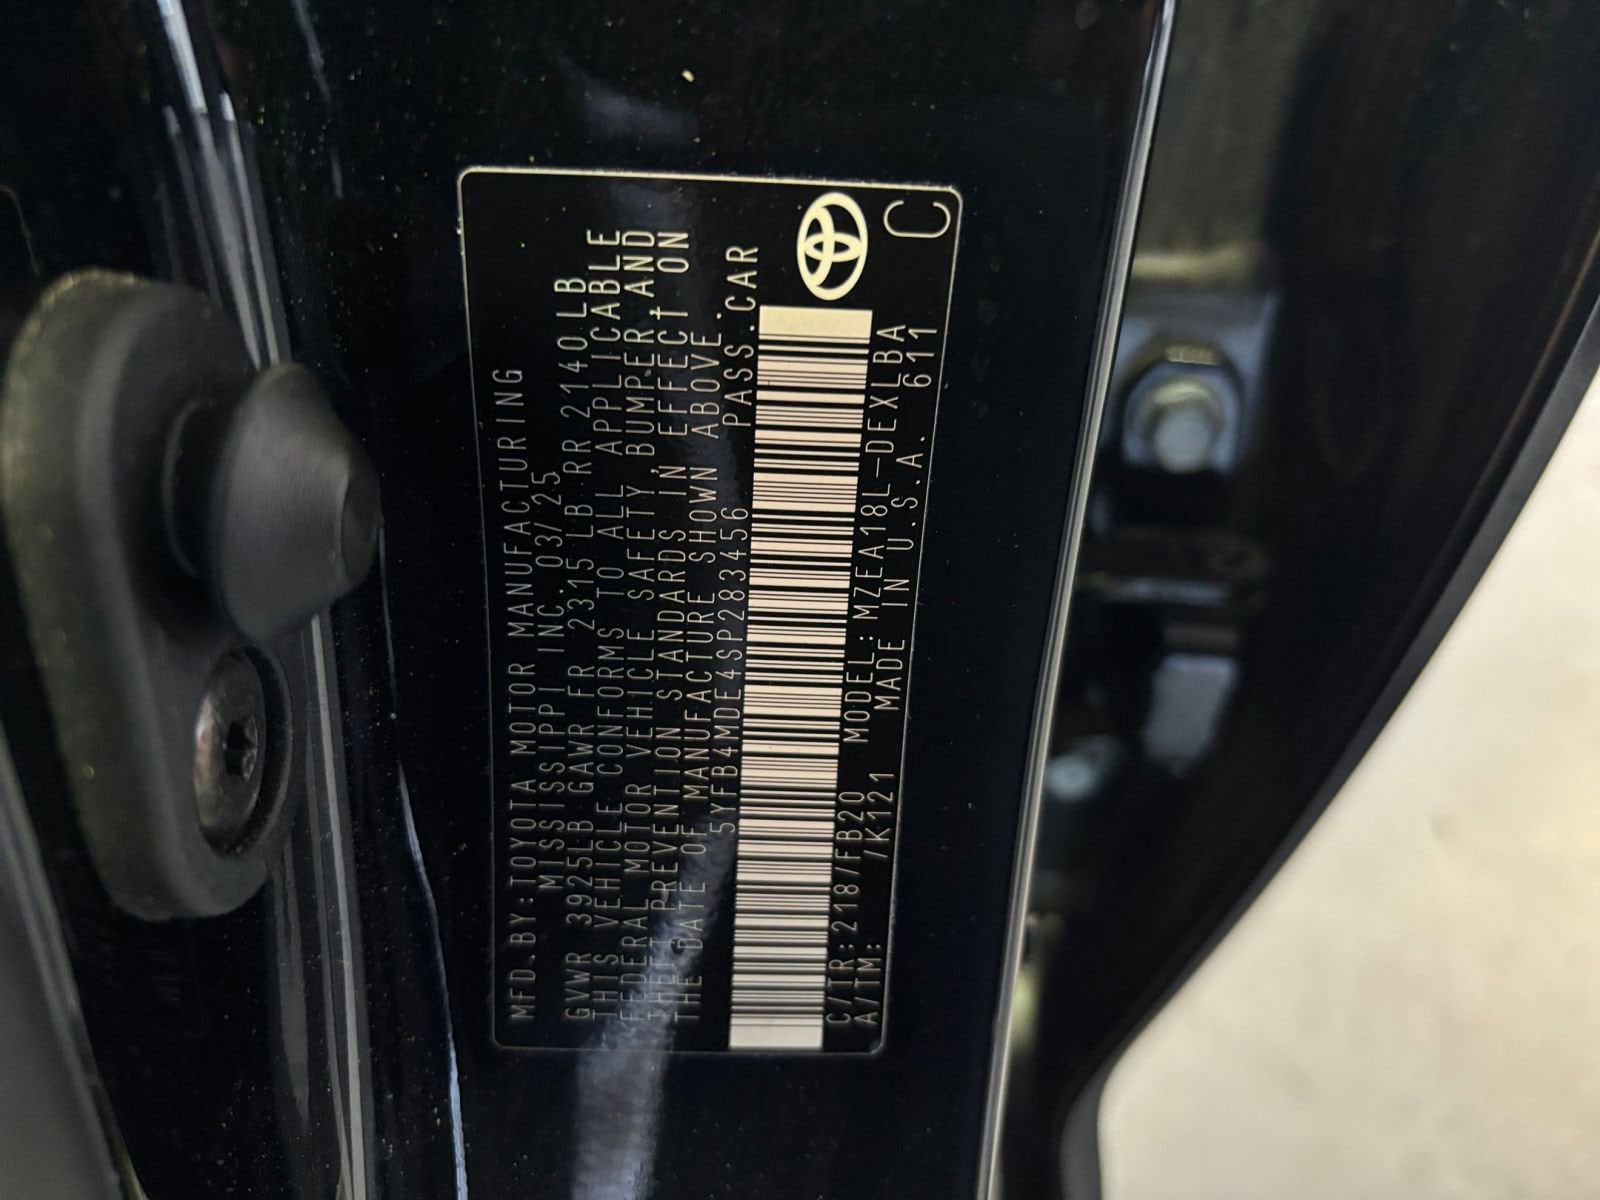 MFD.BY:TOYOTA MOTOR MANUFACTURING
MISSISSIPPI INC. 03/25
GVWR 3925LB GAWR FR 2315LB RR 2140LB
THIS VEHICLE CONFORMS TO ALL APPLICABLE
FEDERAL MOTOR VEHICLE SAFETY, BUMPER, AND
THEFT PREVENTION STANDARDS IN EFFECT ON
THE DATE OF MANUFACTURE SHOWN ABOVE.
5YFB4MDE4SP283456 PASS.CAR
C/TR:218/FB20 MODEL:MZEA18L-DEXLBA
A/TM: /K121 MADE IN U.S.A. 611
C